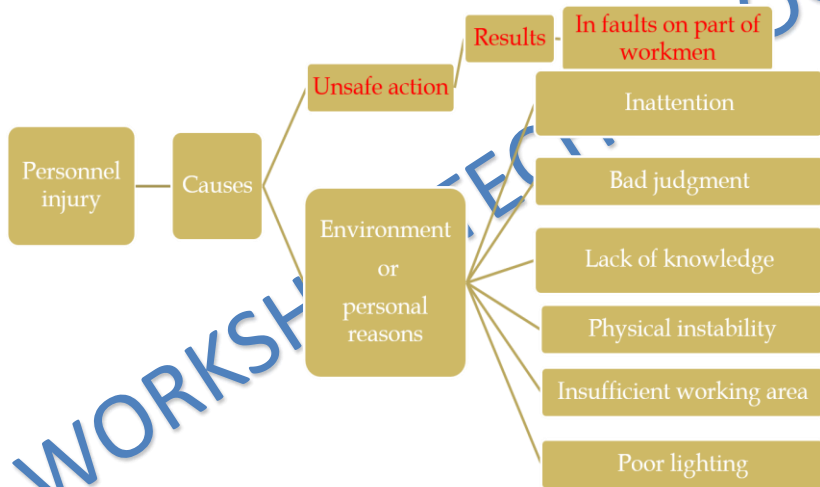 Personnel
injury
Causes
Unsafe action
Results
In faults on part of
workmen
Environment
or
personal
reasons
Inattention
Bad judgment
Lack of knowledge
Physical instability
Insufficient working area
Poor lighting